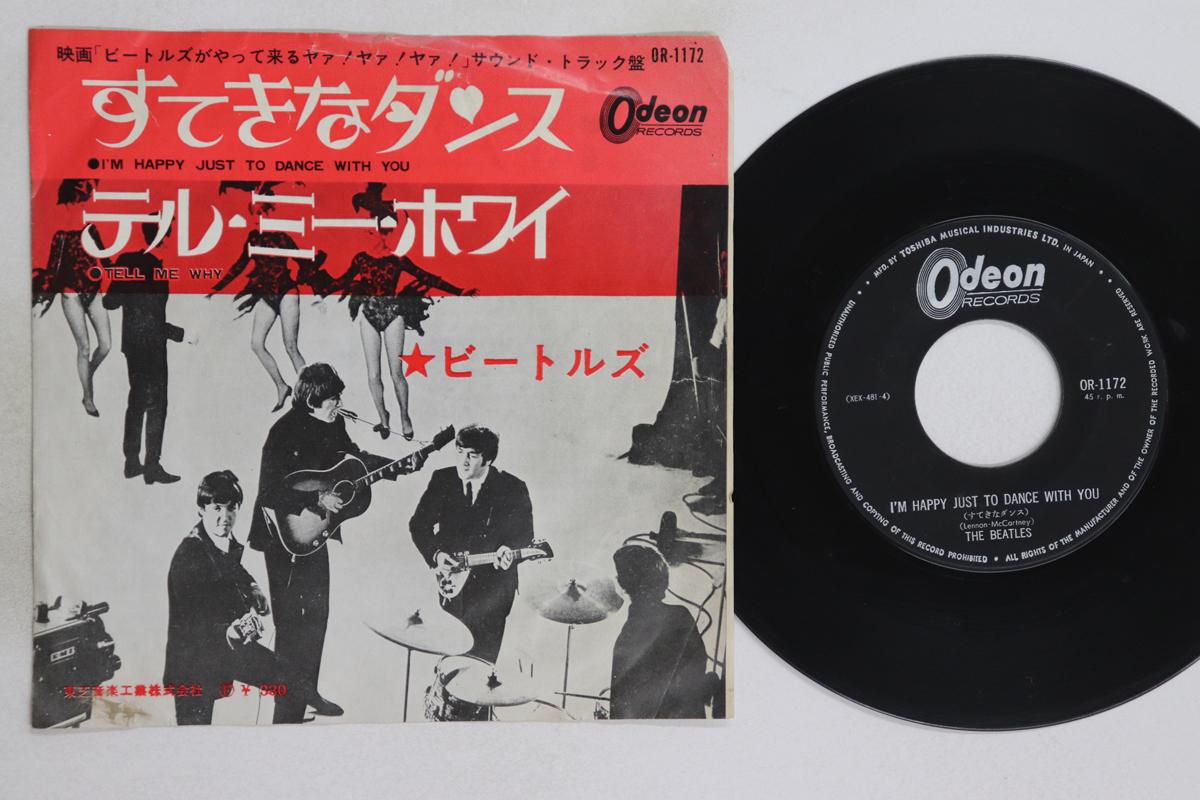 映画「ビートルズがやって来るヤァ!ヤァ!ヤァ!」サウンド・トラック盤 OR-1172
すてきなダンス
Odeon
RECORDS
●I'M HAPPY JUST TO DANCE WITH YOU
テル・ミー・ホワイ
●TELL ME WHY
★ビートルズ
東芝音楽工業株式会社 Ⓟ ¥ 330
MFD. BY TOSHIBA MUSICAL INDUSTRIES LTD. IN JAPAN
Odeon
RECORDS
(XEX-481-4)
OR-1172
45 r. p. m.
I'M HAPPY JUST TO DANCE WITH YOU
(すてきなダンス)
(Lennon-McCartney)
THE BEATLES
UNAUTHORIZED PUBLIC PERFORMANCE, BROADCASTING AND COPYING OF THIS RECORD PROHIBITED ● ALL RIGHTS OF THE MANUFACTURER AND OF THE OWNER OF THE RECORDED WORK ARE RESERVED